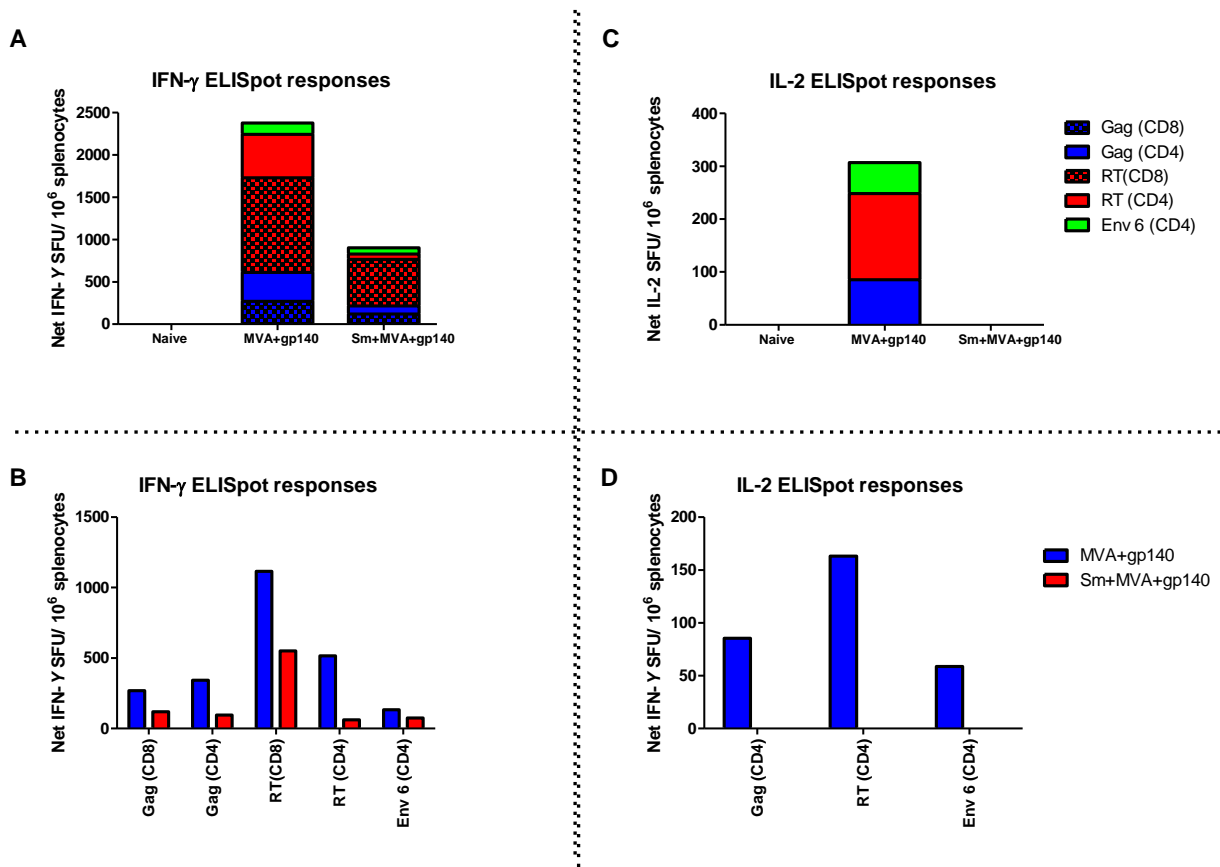 A
IFN-γ ELISpot responses
Net IFN-Y SFU/ 10⁶ splenocytes
2500
2000
1500
1000
500
0
Naive
MVA+gp140
Sm+MVA+gp140
C
IL-2 ELISpot responses
Net IL-2 SFU/ 10⁶ splenocytes
400
300
200
100
0
Naive
MVA+gp140
Sm+MVA+gp140
Gag (CD8)
Gag (CD4)
RT(CD8)
RT (CD4)
Env 6 (CD4)
B
IFN-γ ELISpot responses
Net IFN-Y SFU/ 10⁶ splenocytes
1500
1000
500
0
Gag (CD8)
Gag (CD4)
RT(CD8)
RT (CD4)
Env 6 (CD4)
D
IL-2 ELISpot responses
Net IFN-Y SFU/ 10⁶ splenocytes
200
150
100
50
0
Gag (CD4)
RT (CD4)
Env 6 (CD4)
MVA+gp140
Sm+MVA+gp140